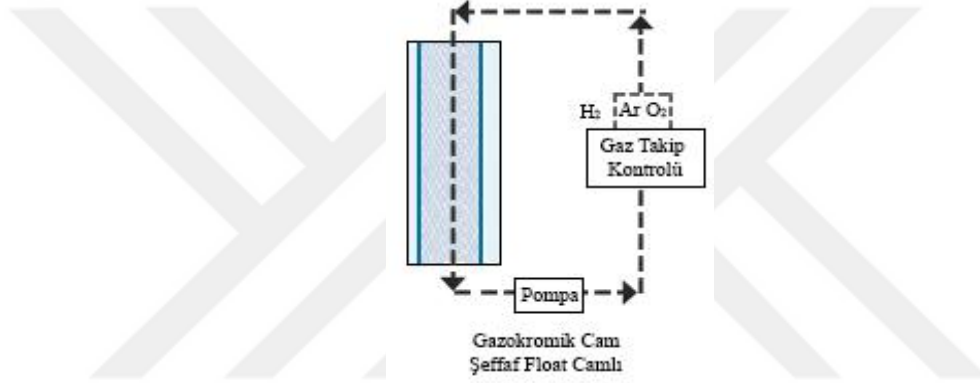 H₂ Ar O₂
Gaz Takip
Kontrolü
Pompa
Gazokromik Cam
Şeffaf Float Camlı